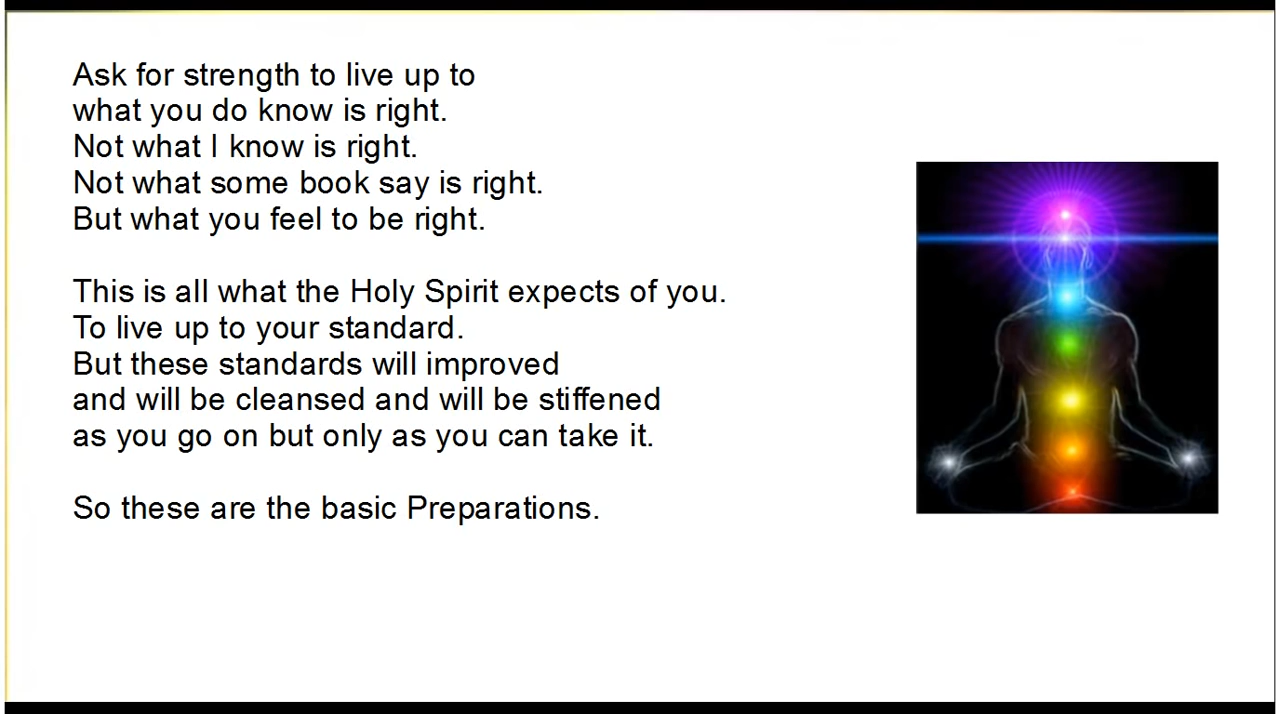 Ask for strength to live up to
what you do know is right.
Not what I know is right.
Not what some book say is right.
But what you feel to be right.
This is all what the Holy Spirit expects of you.
To live up to your standard.
But these standards will improved
and will be cleansed and will be stiffened
as you go on but only as you can take it.
So these are the basic Preparations.